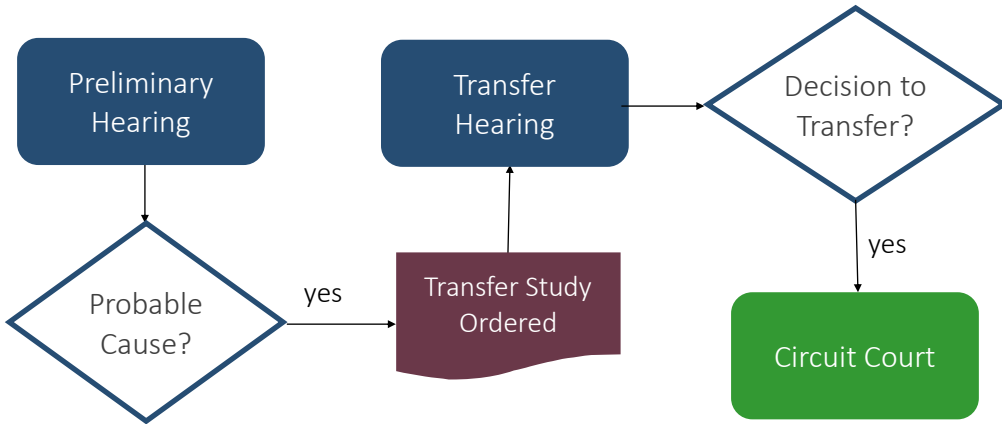 Preliminary
Hearing
Probable
Cause?
yes
Transfer Study
Ordered
Transfer
Hearing
Decision to
Transfer?
yes
Circuit Court